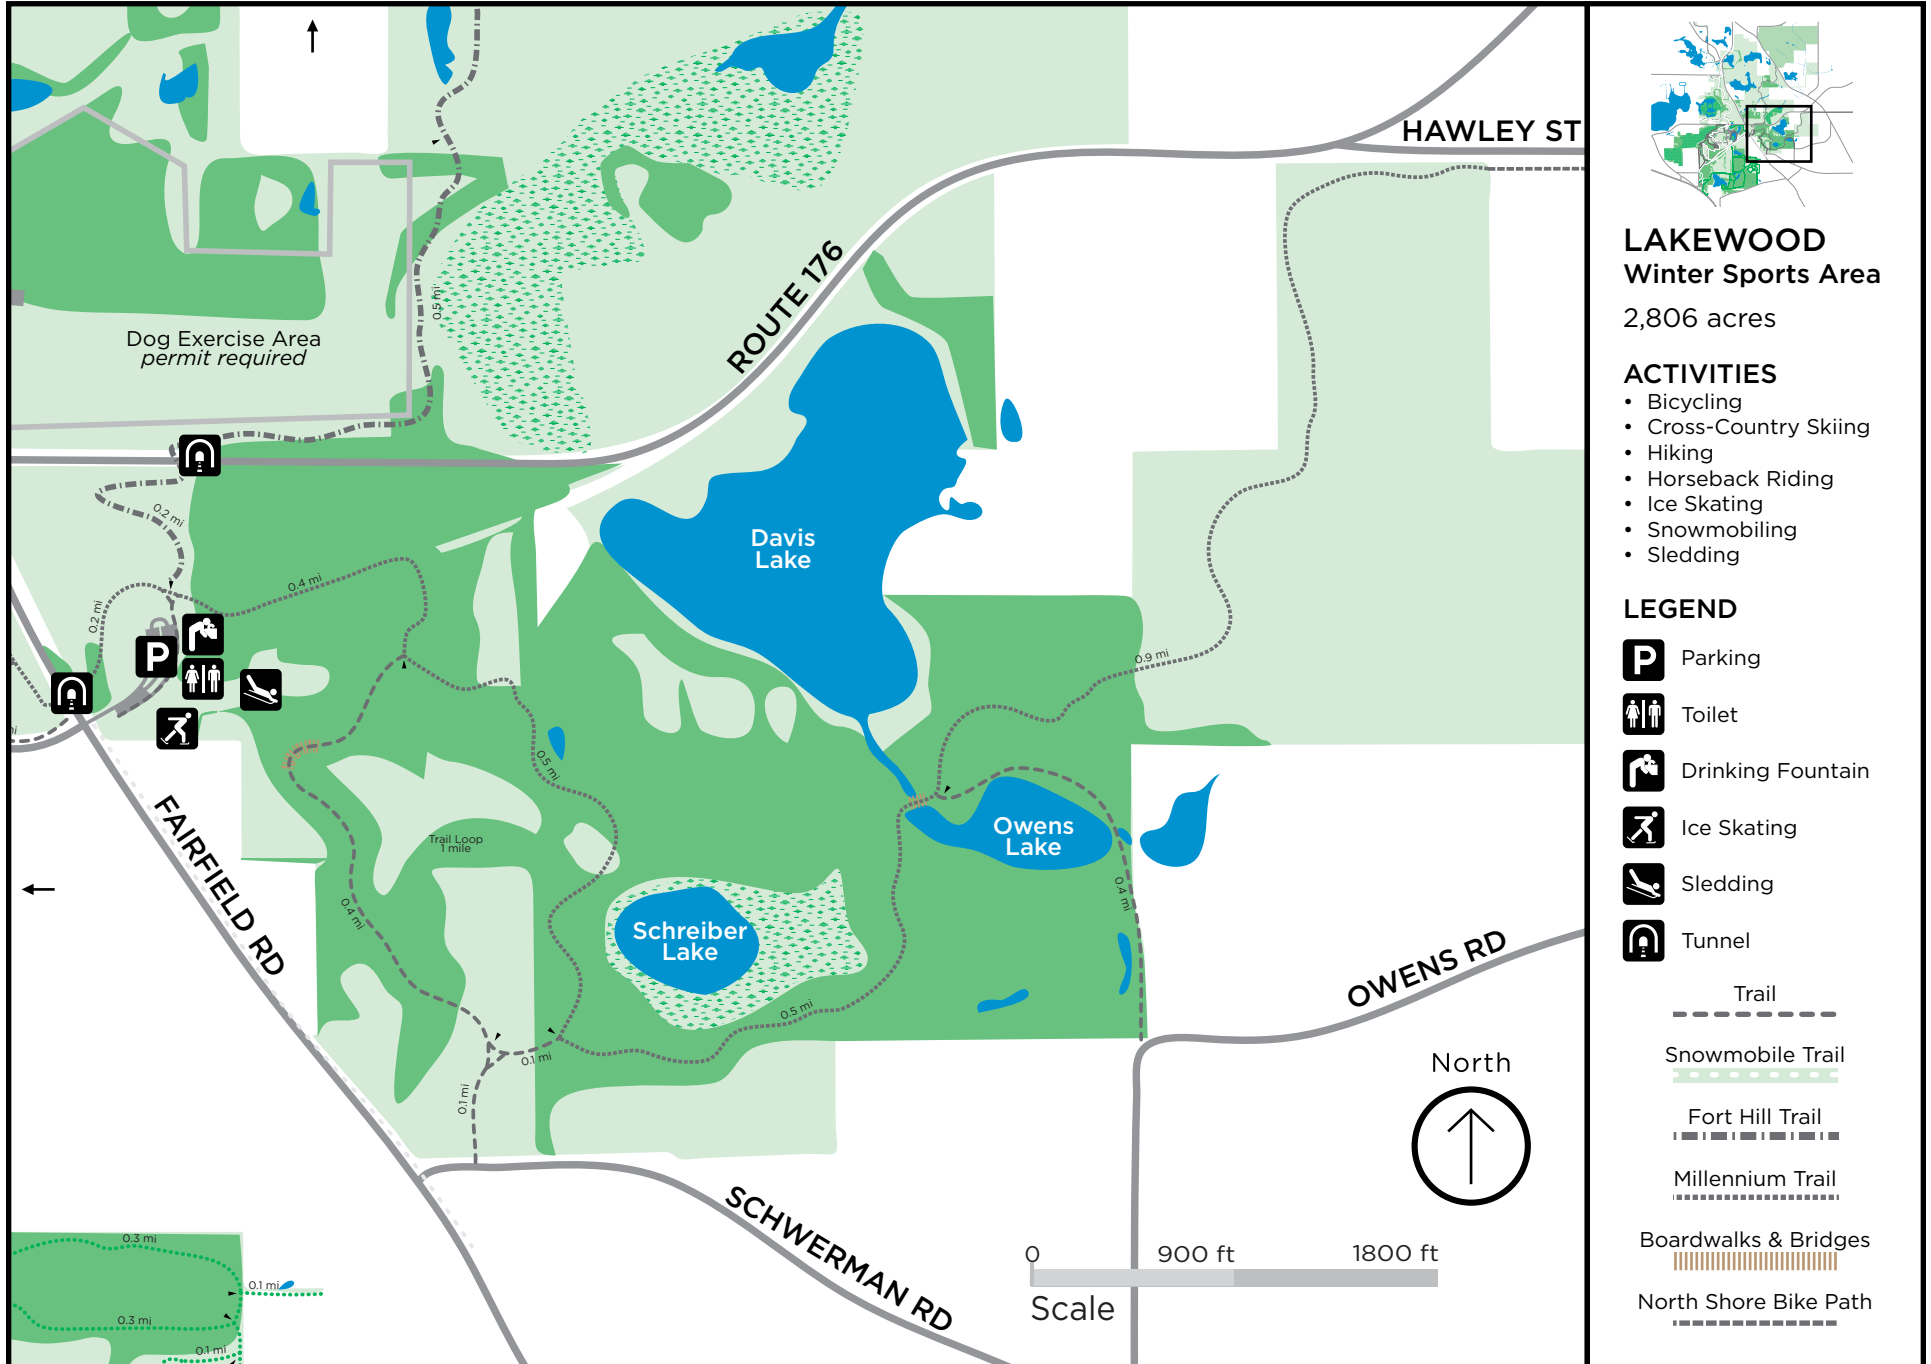 HAWLEY ST
ROUTE 176
0.5 mi
Dog Exercise Area
permit required
0.2 mi
0.4 mi
0.2 mi
P
Davis
Lake
0.9 mi
0.5 mi
Trail Loop
1 mile
Owens
Lake
0.4 mi
0.4 mi
Schreiber
Lake
FAIRFIELD RD
OWENS RD
0.5 mi
0.1 mi
0.1 mi
North
SCHWERMAN RD
0
900 ft
1800 ft
Scale
0.3 mi
0.1 mi
0.3 mi
0.1 mi
LAKEWOOD
Winter Sports Area
2,806 acres
ACTIVITIES
• Bicycling
• Cross-Country Skiing
• Hiking
• Horseback Riding
• Ice Skating
• Snowmobiling
• Sledding
LEGEND
P Parking
Toilet
Drinking Fountain
Ice Skating
Sledding
Tunnel
Trail
Snowmobile Trail
Fort Hill Trail
Millennium Trail
Boardwalks & Bridges
North Shore Bike Path